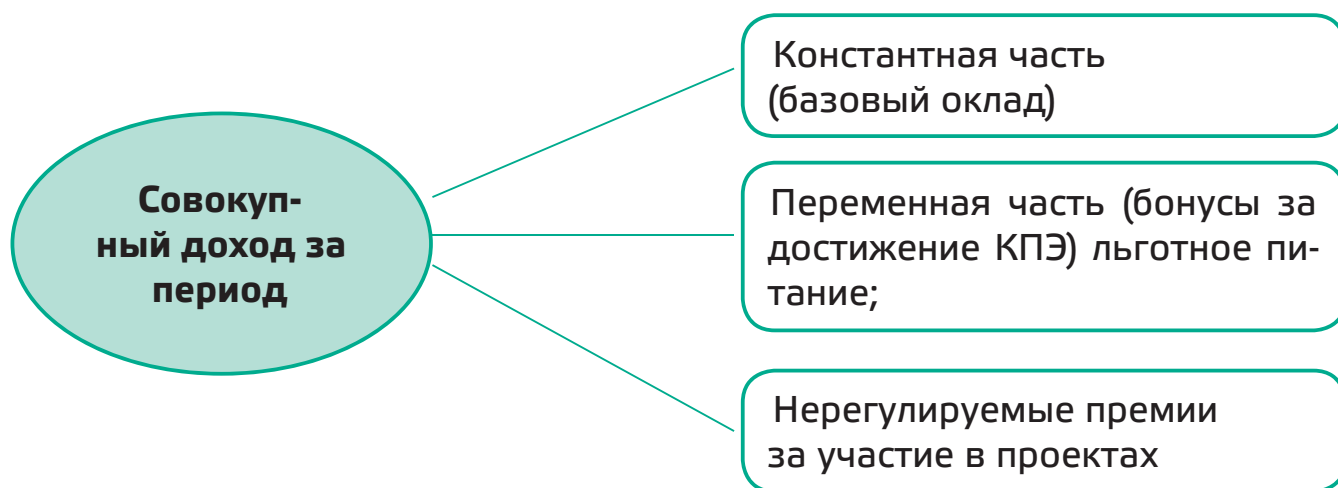 Совокуп-
ный доход за
период
Константная часть
(базовый оклад)
Переменная часть (бонусы за
достижение КПЭ) льготное пи-
тание;
Нерегулируемые премии
за участие в проектах